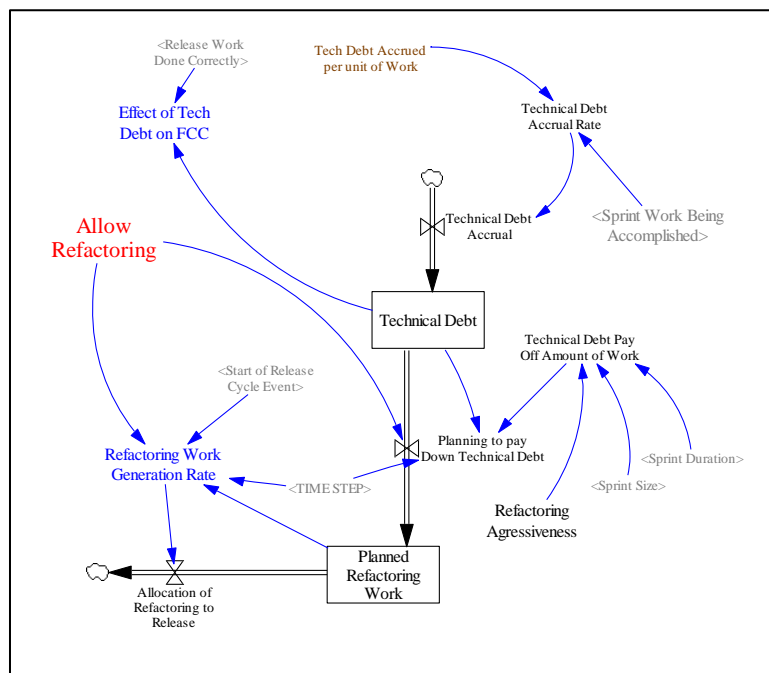 <Release Work
Done Correctly>
Tech Debt Accrued
per unit of Work
Effect of Tech
Debt on FCC
Technical Debt
Accrual Rate
Technical Debt
Accrual
<Sprint Work Being
Accomplished>
Allow
Refactoring
Technical Debt
Technical Debt Pay
Off Amount of Work
<Start of Release
Cycle Event>
Refactoring Work
Generation Rate
Planning to pay
Down Technical Debt
<Sprint Duration>
<TIME STEP>
<Sprint Size>
Refactoring
Agressiveness
Planned
Refactoring
Work
Allocation of
Refactoring to
Release